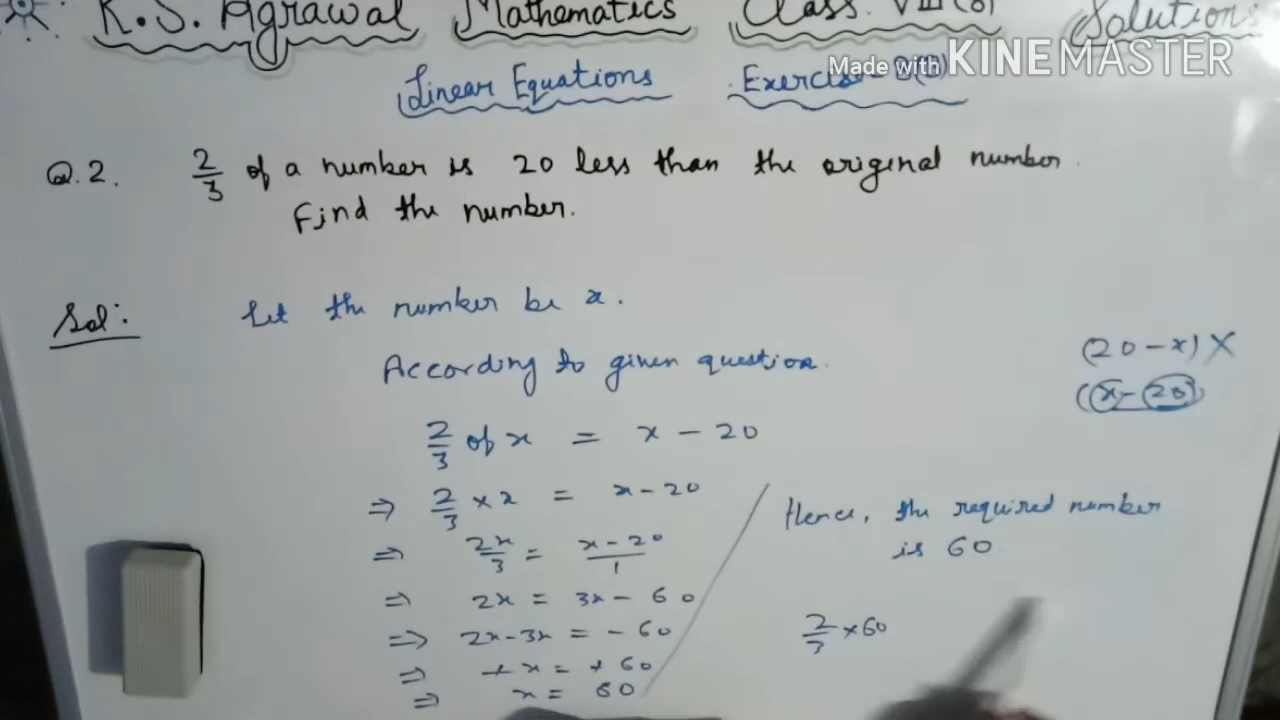 R. S. Agrawal Mathematics Class VIII (8) Solutions
Made with KINEMASTER
Linear Equations Exercise
Q.2. 2/3 of a number is 20 less than the original number.
Find the number.
Sol: Let the number be x.
According to given question.
(20-x) X
(x-20)
2/3 of x = x - 20
⇒ 2/3 × x = x - 20
⇒ 2x/3 = x-20/1
⇒ 2x = 3x - 60
⇒ 2x-3x = - 60
⇒ + x = + 60
⇒ x = 60
Hence, the required number
is 60
2/3 × 60